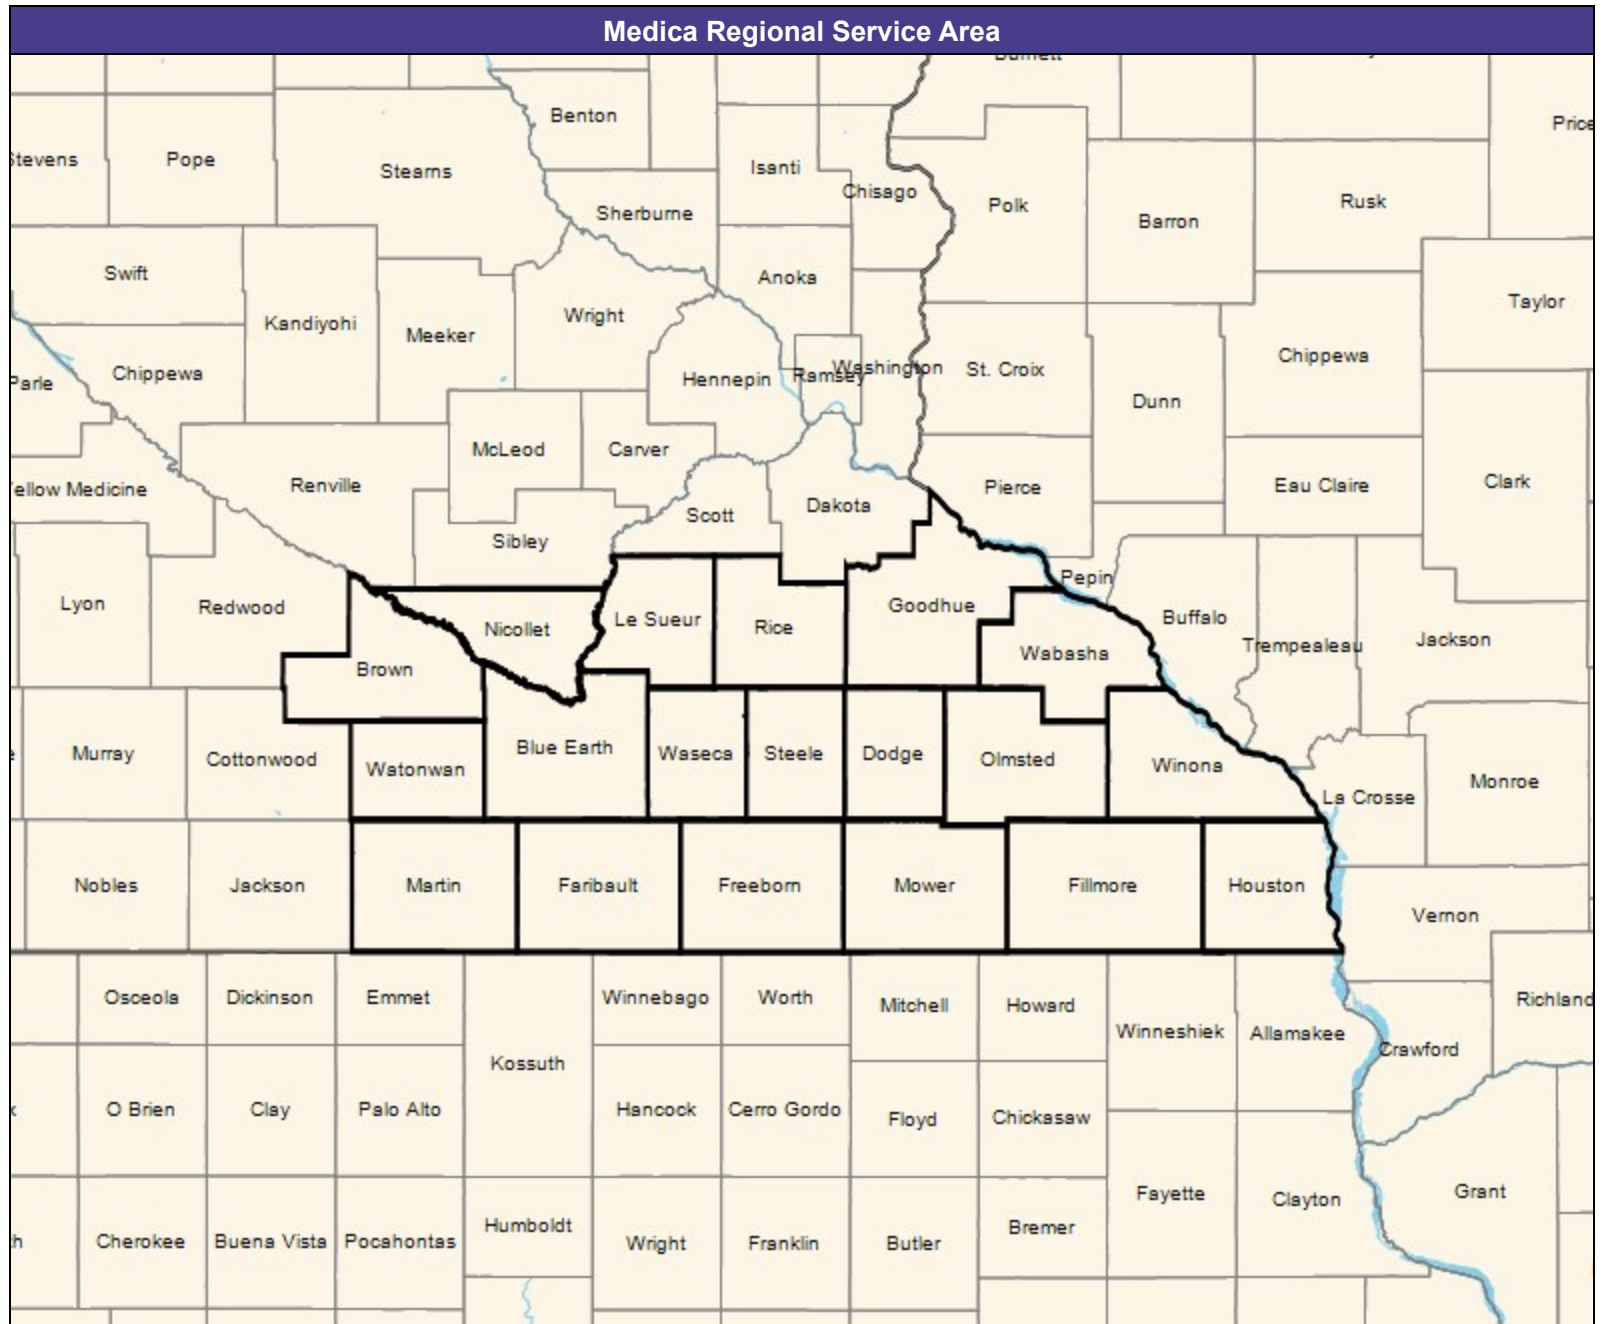 Medica Regional Service Area
Burnett
Benton
Price
Stevens
Pope
Stearns
Isanti
Chisago
Polk
Barron
Rusk
Sherburne
Swift
Anoka
Taylor
Kandiyohi
Meeker
Wright
Chippewa
Parle
Chippewa
Hennepin
Ramsey
Washington
St. Croix
Dunn
McLeod
Carver
Yellow Medicine
Renville
Scott
Dakota
Pierce
Eau Claire
Clark
Sibley
Lyon
Redwood
Nicollet
Le Sueur
Rice
Goodhue
Pepin
Buffalo
Trempealeau
Jackson
Brown
Wabasha
Murray
Cottonwood
Watonwan
Blue Earth
Waseca
Steele
Dodge
Olmsted
Winona
La Crosse
Monroe
Nobles
Jackson
Martin
Faribault
Freeborn
Mower
Fillmore
Houston
Vernon
Osceola
Dickinson
Emmet
Kossuth
Winnebago
Worth
Mitchell
Howard
Winneshiek
Allamakee
Crawford
Richland
O Brien
Clay
Palo Alto
Hancock
Cerro Gordo
Floyd
Chickasaw
Cherokee
Buena Vista
Pocahontas
Humboldt
Wright
Franklin
Butler
Bremer
Fayette
Clayton
Grant